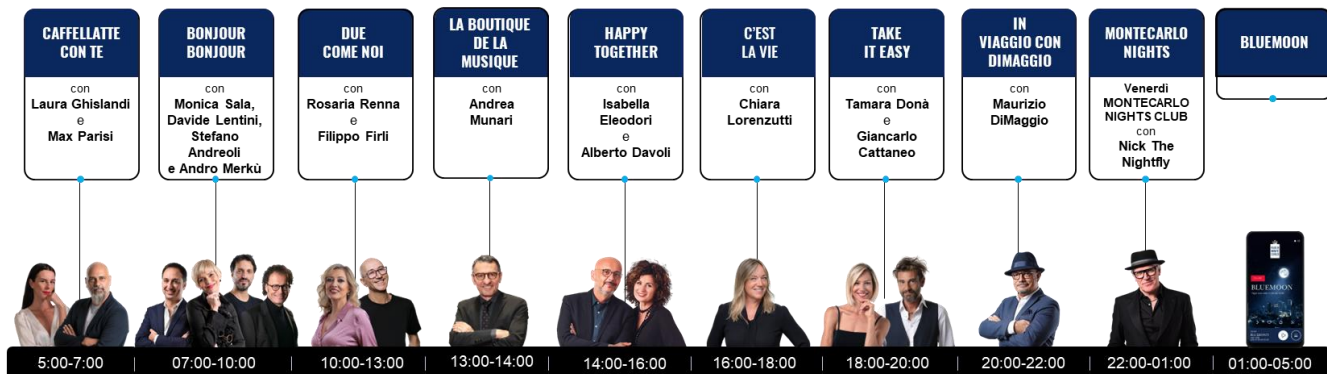 CAFFELLATTE
CON TE
con
Laura Ghislandi
e
Max Parisi
BONJOUR
BONJOUR
con
Monica Sala,
Davide Lentini,
Stefano
Andreoli
e Andro Merkù
DUE
COME NOI
con
Rosaria Renna
e
Filippo Firli
LA BOUTIQUE
DE LA
MUSIQUE
con
Andrea
Munari
HAPPY
TOGETHER
con
Isabella
Eleodori
e
Alberto Davoli
C'EST
LA VIE
con
Chiara
Lorenzutti
TAKE
IT EASY
con
Tamara Donà
e
Giancarlo
Cattaneo
IN
VIAGGIO CON
DIMAGGIO
con
Maurizio
DiMaggio
MONTECARLO
NIGHTS
Venerdi
MONTECARLO
NIGHTS CLUB
con
Nick The
Nightfly
BLUEMOON
BLUEMOON
5:00-7:00
07:00-10:00
10:00-13:00
13:00-14:00
14:00-16:00
16:00-18:00
18:00-20:00
20:00-22:00
22:00-01:00
01:00-05:00